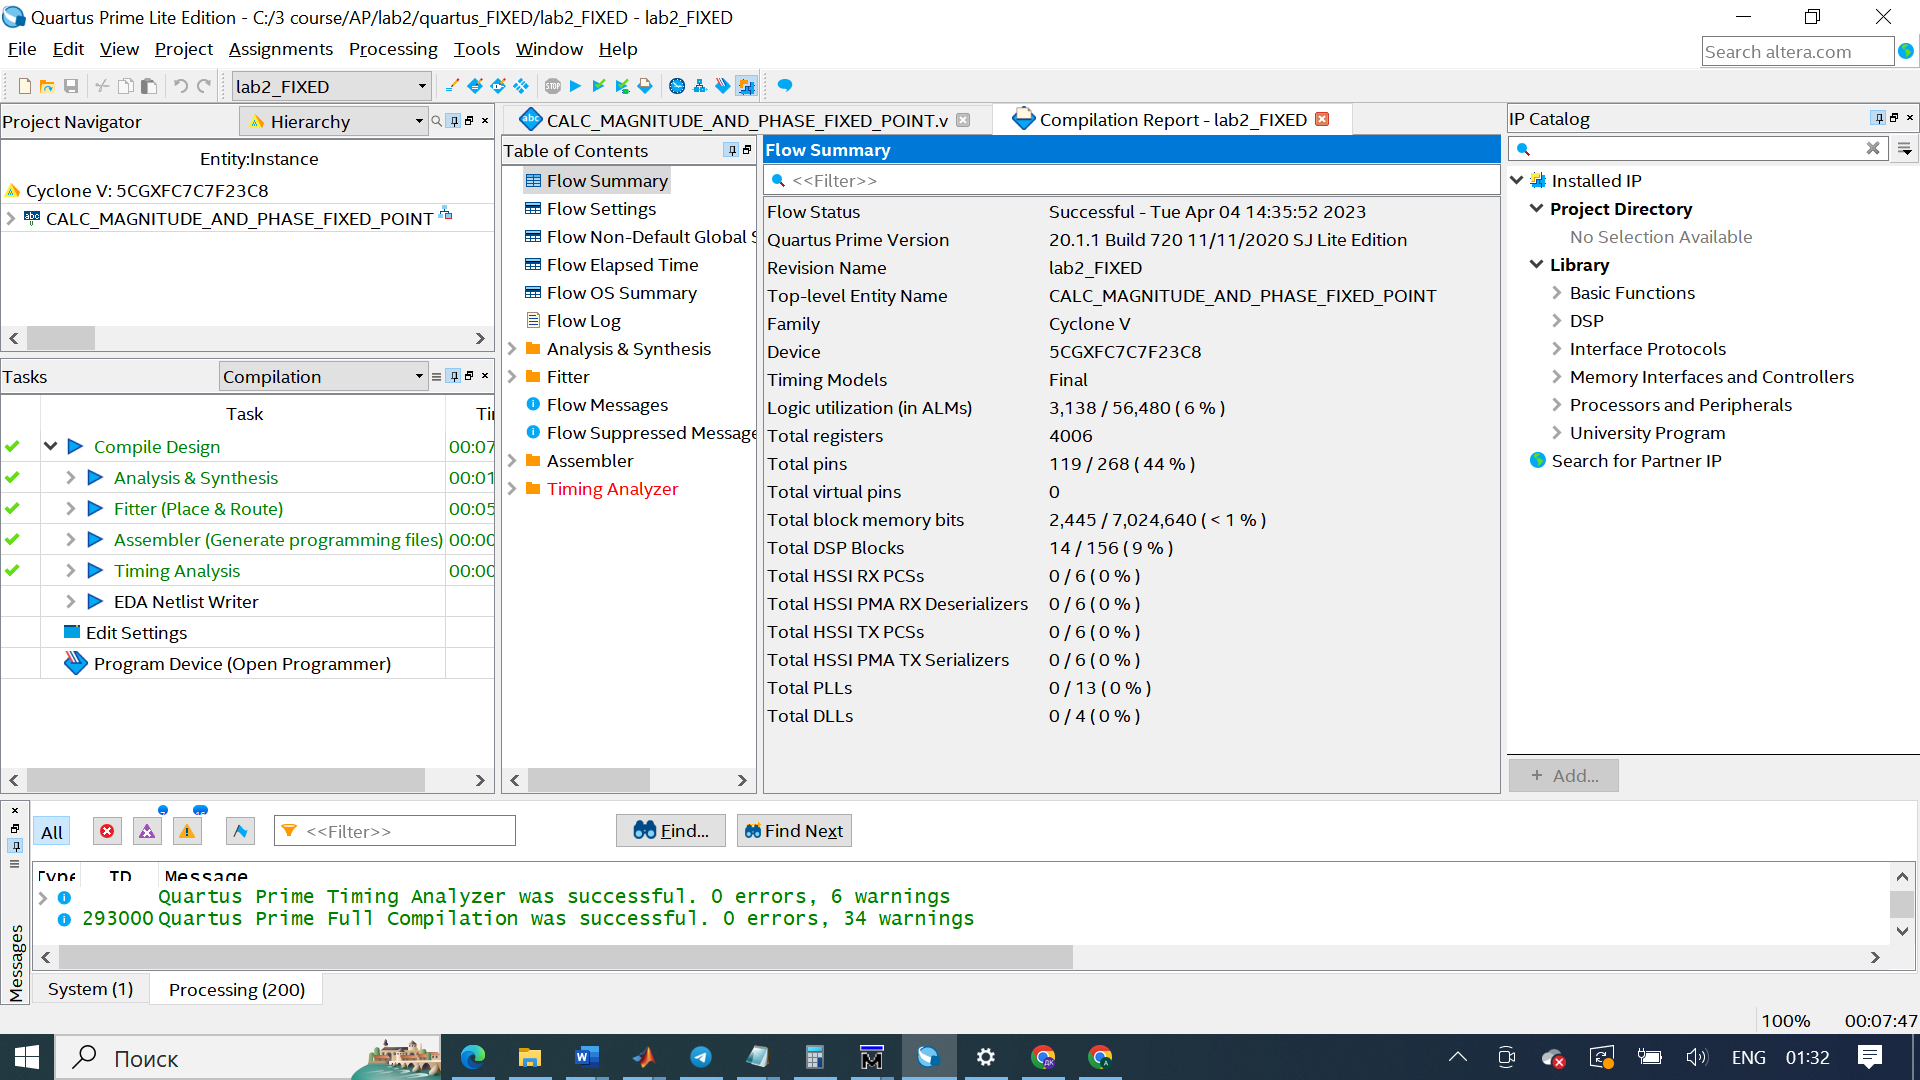 Quartus Prime Lite Edition - C:/3 course/AP/lab2/quartus_FIXED/lab2_FIXED - lab2_FIXED
File Edit View Project Assignments Processing Tools Window Help
Search altera.com
lab2_FIXED
STOP
Project Navigator
Hierarchy
Entity:Instance
Cyclone V: 5CGXFC7C7F23C8
CALC_MAGNITUDE_AND_PHASE_FIXED_POINT
Tasks
Compilation
Task
Compile Design 00:07
Analysis & Synthesis 00:01
Fitter (Place & Route) 00:05
Assembler (Generate programming files) 00:00
Timing Analysis 00:00
EDA Netlist Writer
Edit Settings
Program Device (Open Programmer)
CALC_MAGNITUDE_AND_PHASE_FIXED_POINT.v
Compilation Report - lab2_FIXED
Table of Contents
Flow Summary
Flow Settings
Flow Non-Default Global S
Flow Elapsed Time
Flow OS Summary
Flow Log
Analysis & Synthesis
Fitter
Flow Messages
Flow Suppressed Message
Assembler
Timing Analyzer
Flow Summary
<<Filter>>
Flow Status Successful - Tue Apr 04 14:35:52 2023
Quartus Prime Version 20.1.1 Build 720 11/11/2020 SJ Lite Edition
Revision Name lab2_FIXED
Top-level Entity Name CALC_MAGNITUDE_AND_PHASE_FIXED_POINT
Family Cyclone V
Device 5CGXFC7C7F23C8
Timing Models Final
Logic utilization (in ALMs) 3,138 / 56,480 ( 6 % )
Total registers 4006
Total pins 119 / 268 ( 44 % )
Total virtual pins 0
Total block memory bits 2,445 / 7,024,640 ( < 1 % )
Total DSP Blocks 14 / 156 ( 9 % )
Total HSSI RX PCSs 0 / 6 ( 0 % )
Total HSSI PMA RX Deserializers 0 / 6 ( 0 % )
Total HSSI TX PCSs 0 / 6 ( 0 % )
Total HSSI PMA TX Serializers 0 / 6 ( 0 % )
Total PLLs 0 / 13 ( 0 % )
Total DLLs 0 / 4 ( 0 % )
IP Catalog
Installed IP
Project Directory
No Selection Available
Library
Basic Functions
DSP
Interface Protocols
Memory Interfaces and Controllers
Processors and Peripherals
University Program
Search for Partner IP
+ Add...
All
<<Filter>>
Find...
Find Next
Type ID Message
Quartus Prime Timing Analyzer was successful. 0 errors, 6 warnings
293000 Quartus Prime Full Compilation was successful. 0 errors, 34 warnings
Messages
System (1)
Processing (200)
100% 00:07:47
Поиск
ENG 01:32